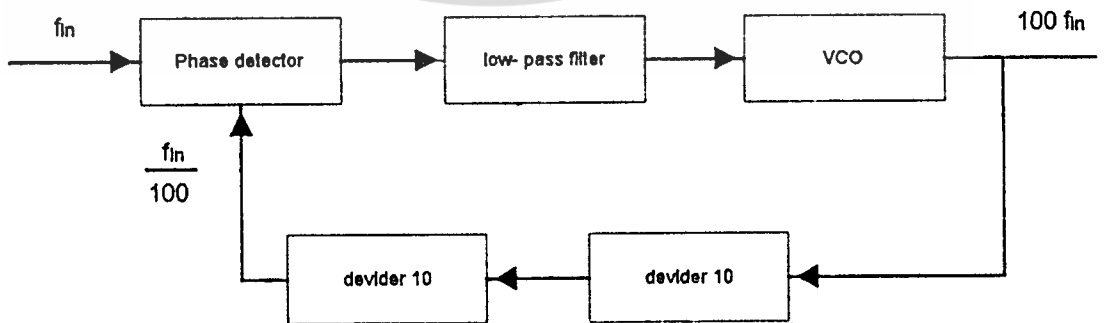 fin
100 fin
Phase detector
low- pass filter
VCO
fin
100
devider 10
devider 10